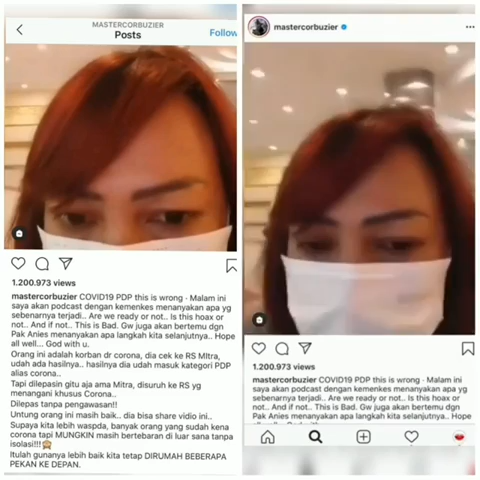 MASTERCORBUZIER
Posts
Follow
1.200.973 views
mastercorbuzier COVID19 PDP this is wrong - Malam ini
saya akan podcast dengan kemenkes menanyakan apa yg
sebenarnya terjadi.. Are we ready or not.. Is this hoax or
not.. And if not.. This is Bad. Gw juga akan bertemu dgn
Pak Anies menanyakan apa langkah kita selanjutnya.. Hope
all well... God with u.
Orang ini adalah korban dr corona, dia cek ke RS MItra,
udah ada hasilnya.. hasilnya dia udah masuk kategori PDP
alias corona..
Tapi dilepasin gitu aja ama Mitra, disuruh ke RS yg
menangani khusus Corona..
Dilepas tanpa pengawasan!!
Untung orang ini masih baik.. dia bisa share vidio ini..
Supaya kita lebih waspda, banyak orang yang sudah kena
corona tapi MUNGKIN masih bertebaran di luar sana tanpa
isolasi!!!🙈
Itulah gunanya lebih baik kita tetap DIRUMAH BEBERAPA
PEKAN KE DEPAN.
mastercorbuzier
1.200.973 views
mastercorbuzier COVID19 PDP this is wrong - Malam ini
saya akan podcast dengan kemenkes menanyakan apa yg
sebenarnya terjadi.. Are we ready or not.. Is this hoax or
not.. And if not.. This is Bad. Gw juga akan bertemu dgn
Pak Anies menanyakan apa langkah kita selanjutnya.. Hope